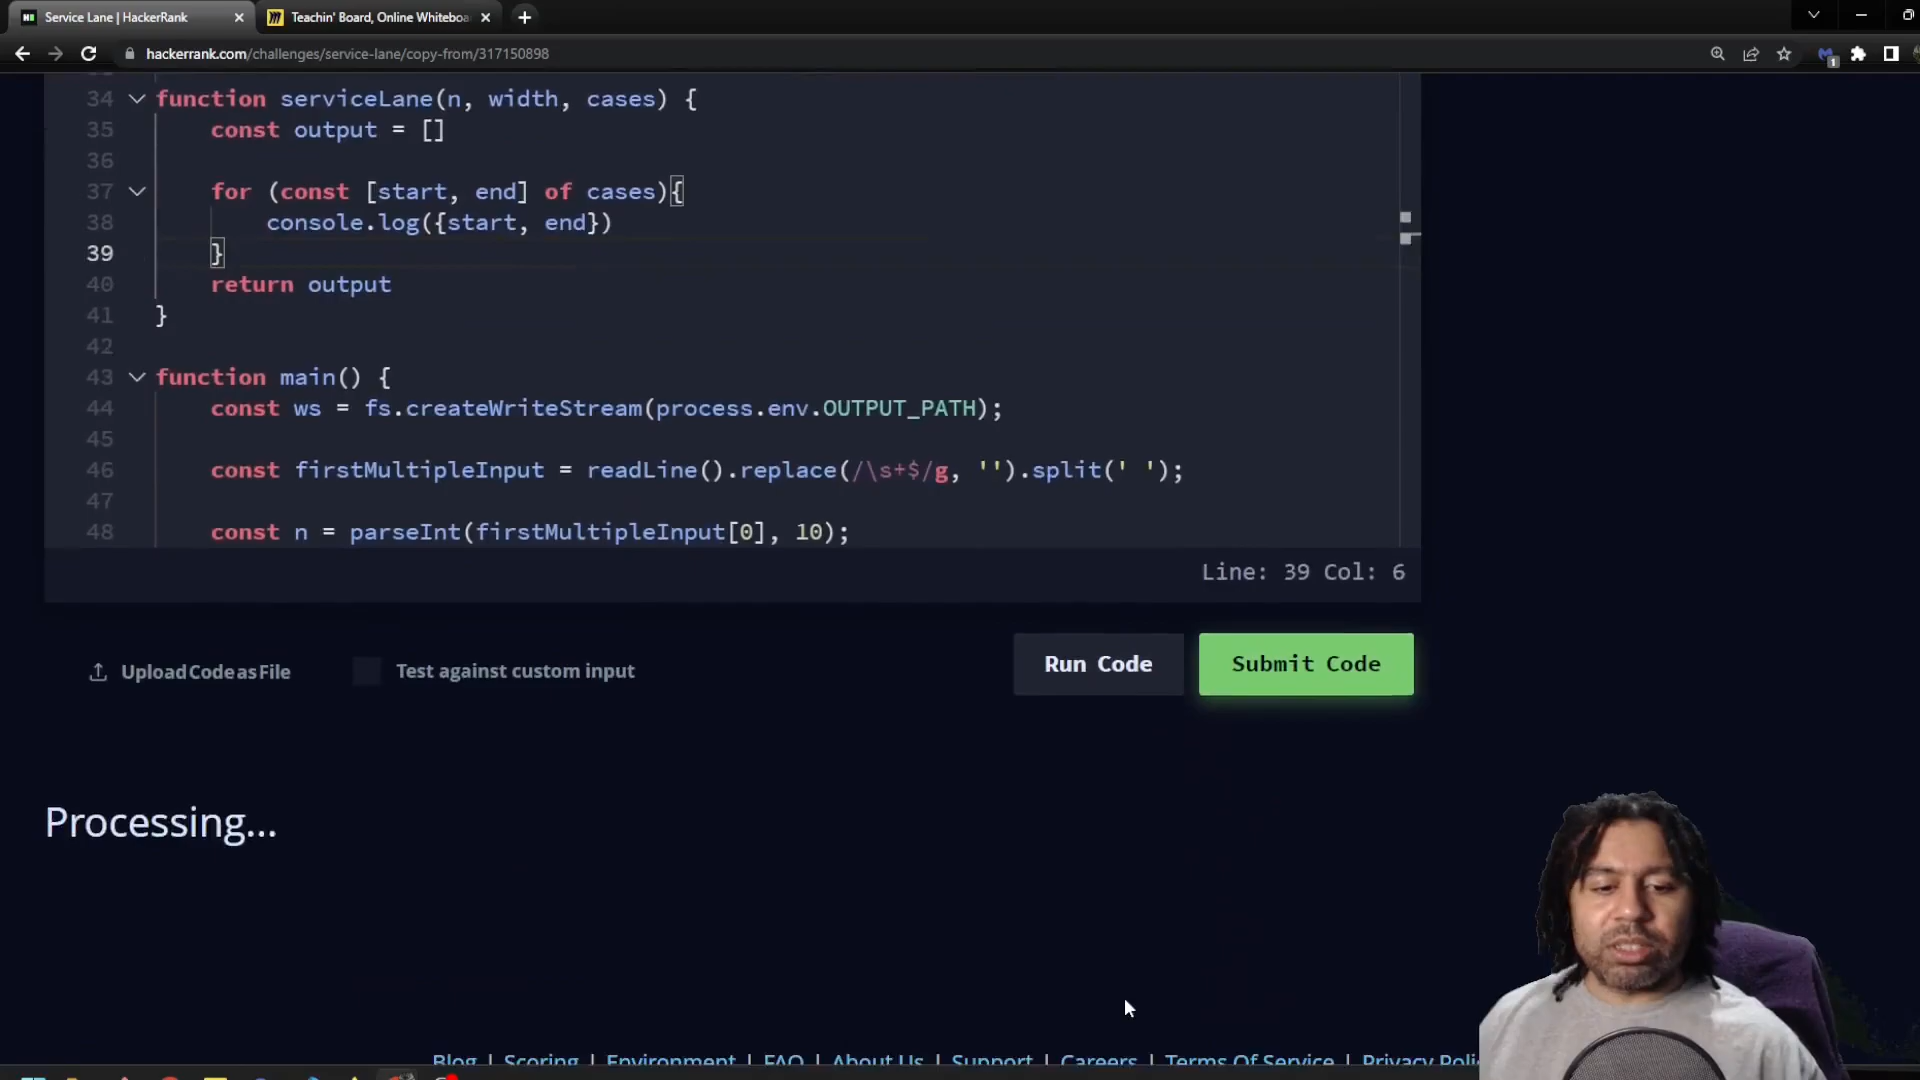 Service Lane | HackerRank
Teachin' Board, Online Whiteboa
hackerrank.com/challenges/service-lane/copy-from/317150898
1
34 function serviceLane(n, width, cases) {
35 const output = []
36
37 for (const [start, end] of cases){
38 console.log({start, end})
39 }
40 return output
41 }
42
43 function main() {
44 const ws = fs.createWriteStream(process.env.OUTPUT_PATH);
45
46 const firstMultipleInput = readLine().replace(/\s+$/g, '').split(' ');
47
48 const n = parseInt(firstMultipleInput[0], 10);
Line: 39 Col: 6
Upload Code as File
Test against custom input
Run Code
Submit Code
Processing...
Blog | Scoring | Environment | FAQ | About Us | Support | Careers | Terms Of Service | Privacy Poli